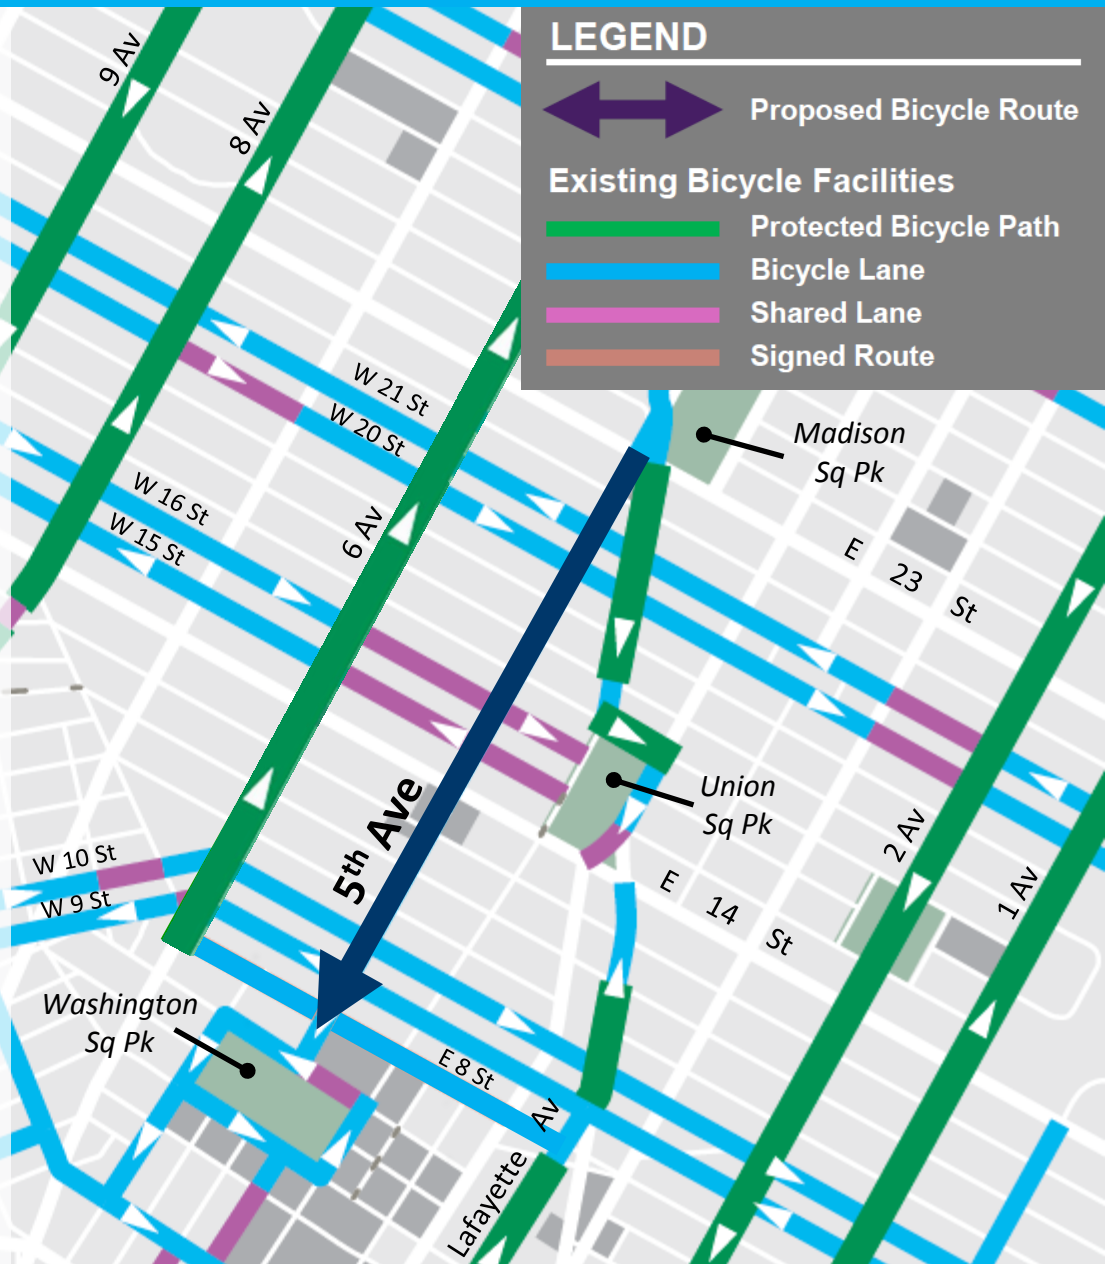 LEGEND
Proposed Bicycle Route
Existing Bicycle Facilities
Protected Bicycle Path
Bicycle Lane
Shared Lane
Signed Route
9 Av
8 Av
W 21 St
W 20 St
Madison
Sq Pk
W 16 St
W 15 St
6 Av
E 23 St
5th Ave
Union
Sq Pk
2 Av
1 Av
W 10 St
W 9 St
E 14 St
Washington
Sq Pk
E 8 St
Lafayette Av